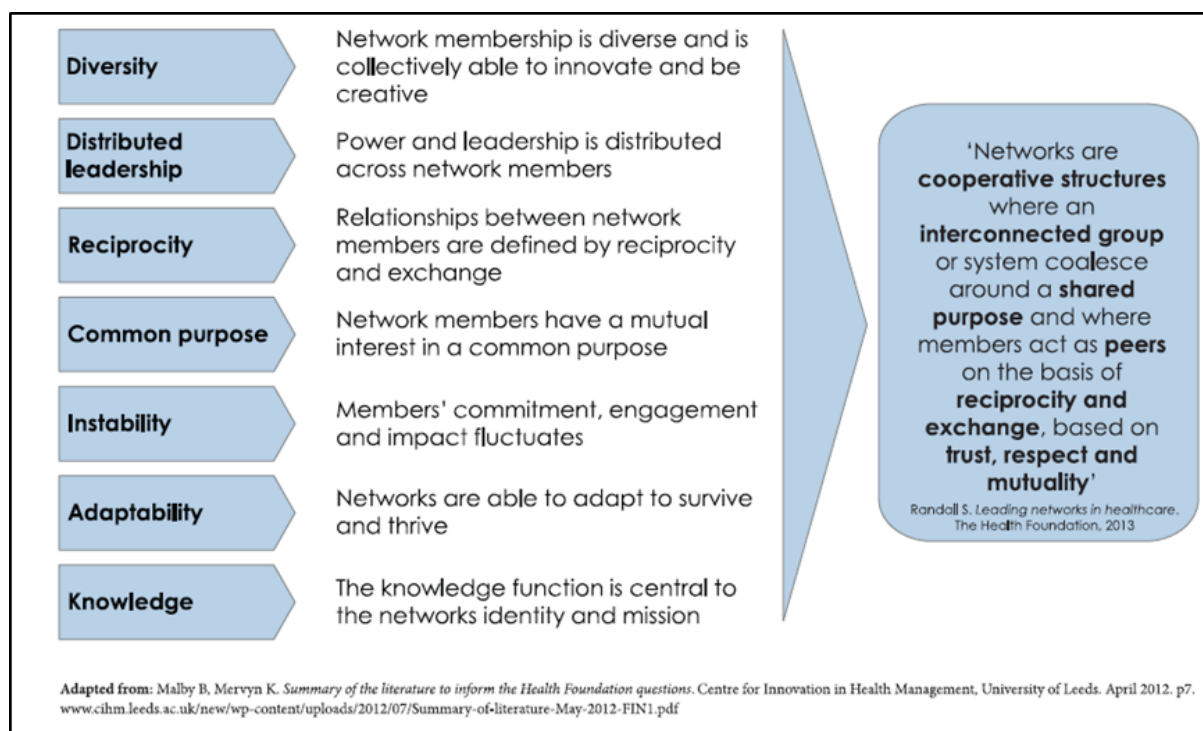 Diversity
Network membership is diverse and is
collectively able to innovate and be
creative
Distributed
leadership
Power and leadership is distributed
across network members
Reciprocity
Relationships between network
members are defined by reciprocity
and exchange
Common purpose
Network members have a mutual
interest in a common purpose
Instability
Members’ commitment, engagement
and impact fluctuates
Adaptability
Networks are able to adapt to survive
and thrive
Knowledge
The knowledge function is central to
the networks identity and mission
‘Networks are
cooperative structures
where an
interconnected group
or system coalesce
around a shared
purpose and where
members act as peers
on the basis of
reciprocity and
exchange, based on
trust, respect and
mutuality’
Randall S. Leading networks in healthcare.
The Health Foundation, 2013
Adapted from: Malby B, Mervyn K. Summary of the literature to inform the Health Foundation questions. Centre for Innovation in Health Management, University of Leeds. April 2012. p7.
www.cihm.leeds.ac.uk/new/wp-content/uploads/2012/07/Summary-of-literature-May-2012-FIN1.pdf